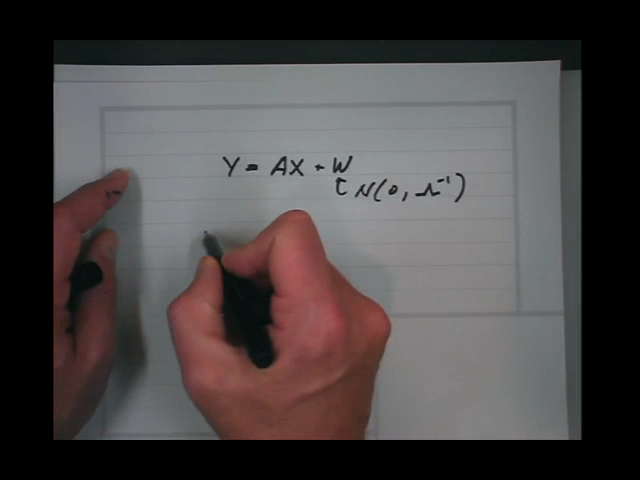 Y = AX + W
N(0, Λ⁻¹)